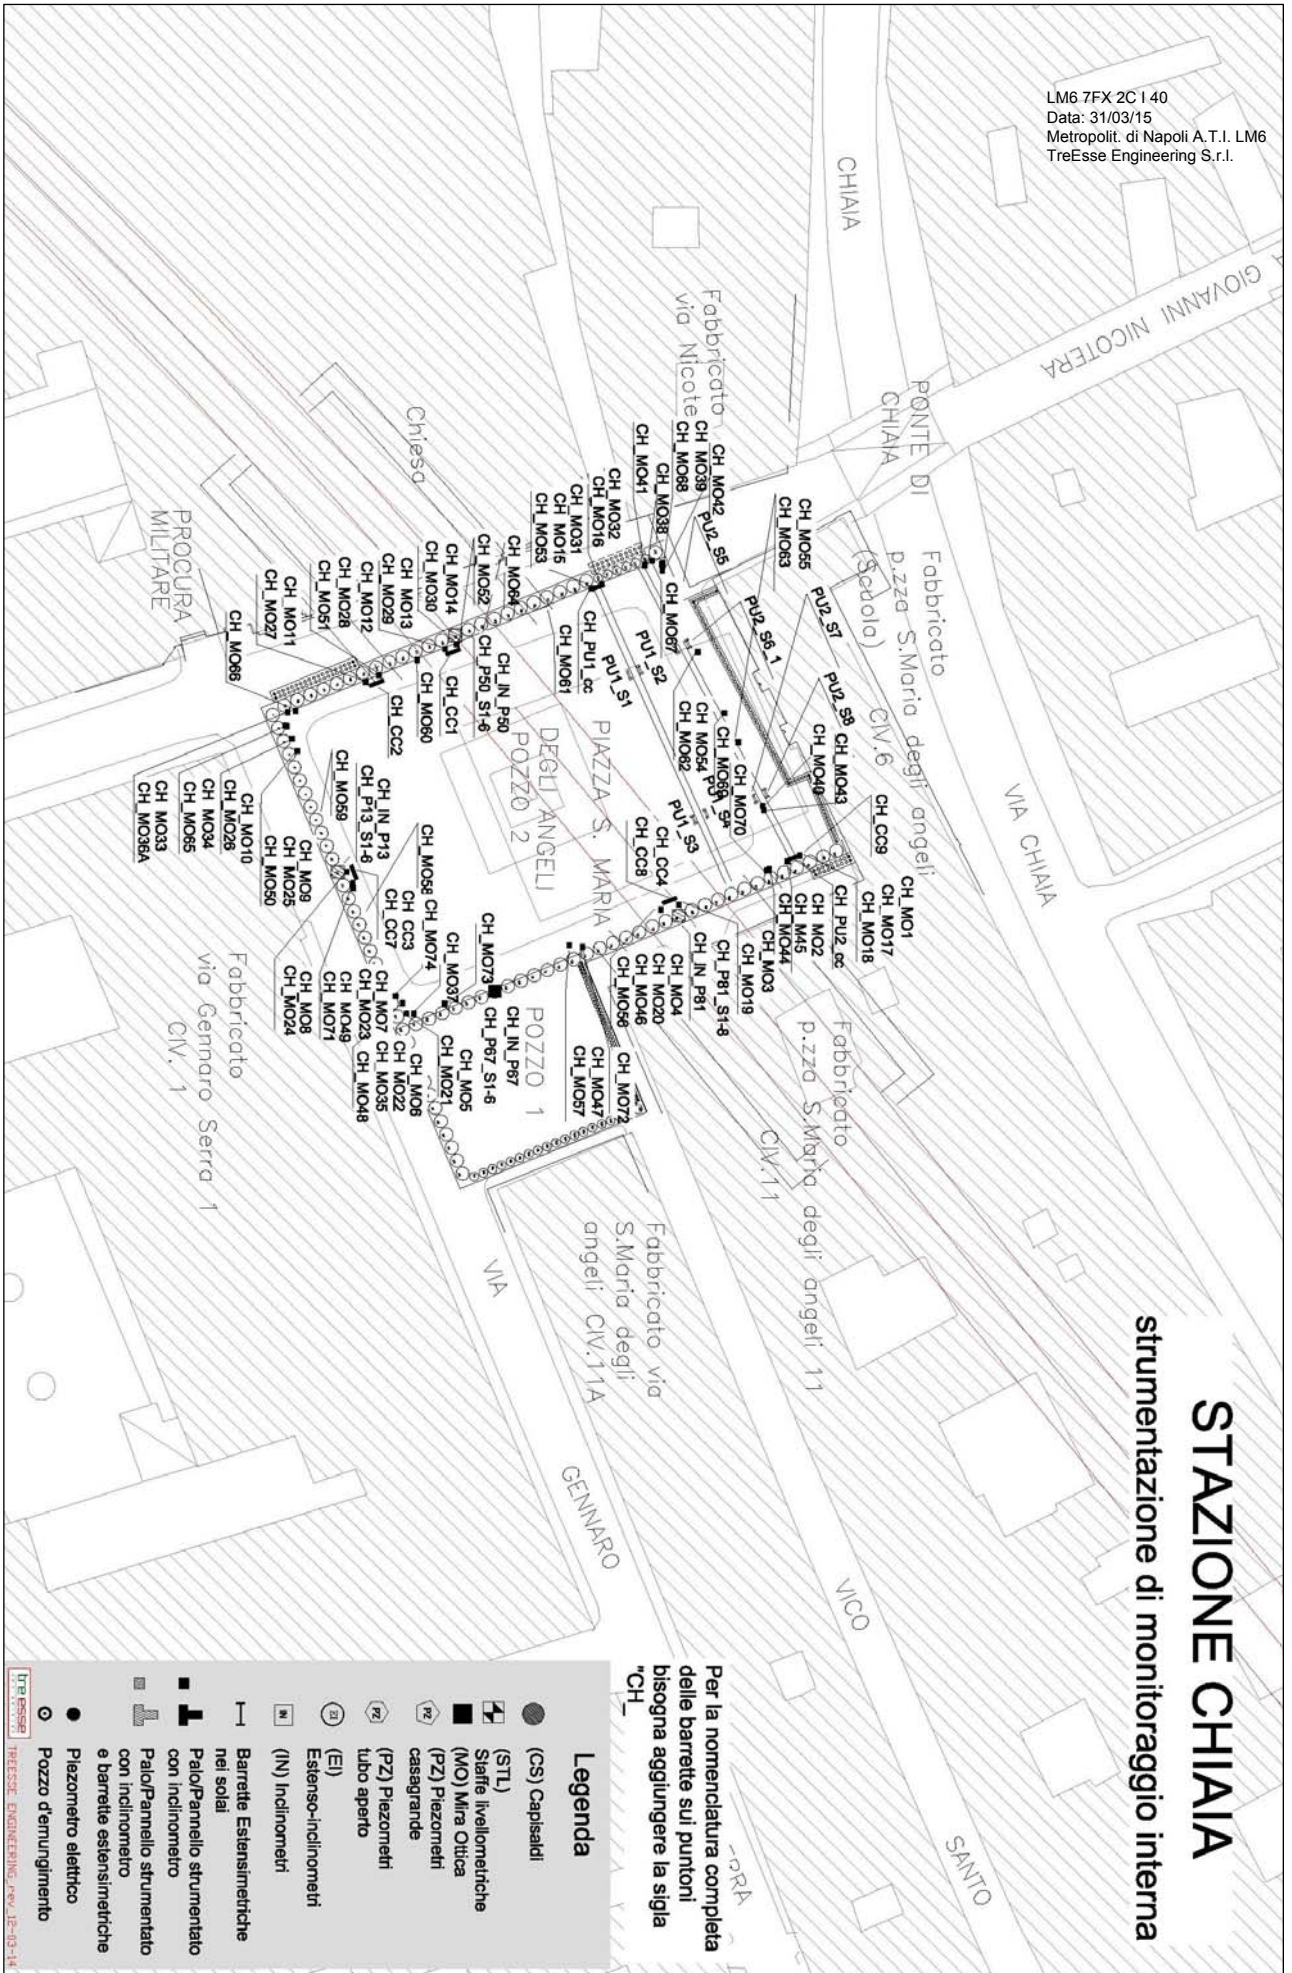 LM6 7FX 2C I 40
Data: 31/03/15
Metropolit. di Napoli A.T.I. LM6
TreEsse Engineering S.r.l.
STAZIONE CHIAIA
strumentazione di monitoraggio interna
GIOVANNI NICOTERA
CHIAIA
PONTE DI
CHIAIA
VIA CHIAIA
Fabbricato
p.zza S.Maria degli angeli
(Scuola) CIV.6
Fabbricato
via Nicote
Chiesa
PROCURA
MILITARE
PIAZZA S. MARIA
DEGLI ANGELI
POZZO 2
POZZO 1
Fabbricato
p.zza S.Maria degli angeli 11
CIV.11
Fabbricato via
S.Maria degli
angeli CIV.11A
Fabbricato
via Gennaro Serra 1
CIV. 1
VIA
GENNARO
VICO
SANTO
CH_MO55
CH_MO63
PU2_S5
PU2_S6_1
PU2_S7
PU2_S8
CH_MO42
CH_MO39
CH_MO68
CH_MO38
CH_MO41
CH_MO32
CH_MO16
CH_MO31
CH_MO15
CH_MO53
CH_MO64
CH_MO52
CH_MO14
CH_MO30
CH_MO13
CH_MO29
CH_MO12
CH_MO28
CH_MO51
CH_MO11
CH_MO27
CH_MO66
CH_MO67
PU1_S2
PU1_S1
CH_PU1_cc
CH_MO61
CH_IN_P50
CH_P50_S1-6
CH_CC1
CH_MO60
CH_CC2
CH_MO54
CH_MO62
CH_MO69
CH_MO70
PU1_S4
PU1_S3
CH_MO43
CH_MO40
CH_CC9
CH_CC4
CH_CC8
CH_MO1
CH_MO17
CH_MO18
CH_PU2_cc
CH_MO2
CH_M45
CH_MO44
CH_MO3
CH_MO19
CH_P81_S1-8
CH_IN_P81
CH_MO4
CH_MO20
CH_MO46
CH_MO56
CH_MO72
CH_MO47
CH_MO57
CH_IN_P67
CH_P67_S1-6
CH_MO73
CH_MO5
CH_MO21
CH_MO37
CH_MO74
CH_MO6
CH_MO22
CH_MO35
CH_MO48
CH_MO58
CH_CC3
CH_CC7
CH_MO7
CH_MO23
CH_MO49
CH_MO71
CH_MO8
CH_MO24
CH_IN_P13
CH_P13_S1-6
CH_MO59
CH_MO9
CH_MO25
CH_MO50
CH_MO10
CH_MO26
CH_MO34
CH_MO65
CH_MO33
CH_MO36A
Per la nomenclatura completa
delle barrette sui puntoni
bisogna aggiungere la sigla
"CH_
Legenda
(CS) Capisaldi
(STL)
Staffe livellometriche
(MO) Mira Ottica
PZ (PZ) Piezometri
casagrande
PZ (PZ) Piezometri
tubo aperto
(EI)
Estenso-inclinometri
IN (IN) Inclinometri
Barrette Estensimetriche
nei solai
Palo/Pannello strumentato
con inclinometro
Palo/Pannello strumentato
con inclinometro
e barrette estensimetriche
Piezometro elettrico
Pozzo d'emungimento
tre esse
TREESSE ENGINEERING_rev_12-03-14